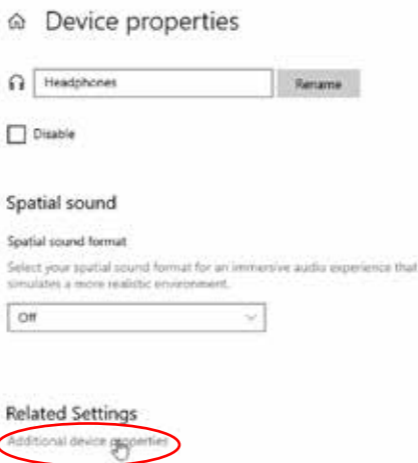 Device properties
Headphones
Rename
Disable
Spatial sound
Spatial sound format
Select your spatial sound format for an immersive audio experience that
simulates a more realistic environment.
Off
Related Settings
Additional device properties